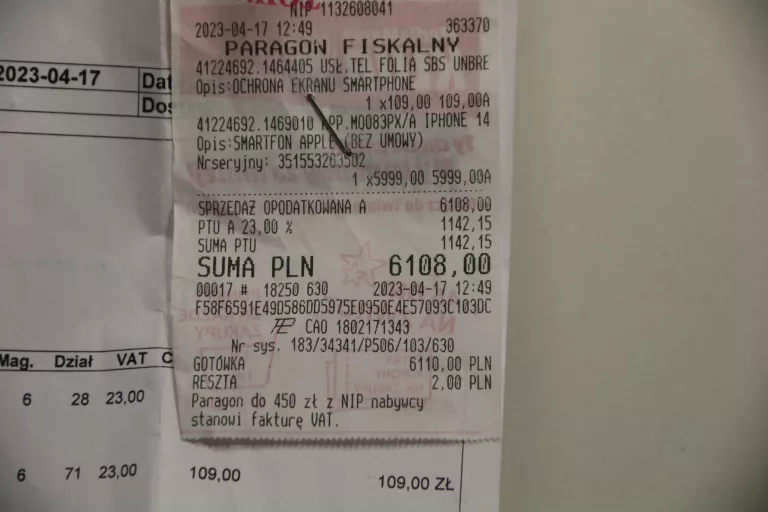 NIP 1132608041
2023-04-17 12:49 363370
PARAGON FISKALNY
41224692.1464405 USŁ.TEL FOLIA SBS UNBRE
Opis:OCHRONA EKRANU SMARTPHONE
1 x109,00 109,00A
41224692.1469010 APP.MQ083PX/A IPHONE 14
Opis:SMARTFON APPLE (BEZ UMOWY)
Nrseryjny: 351553263502
1 x5999,00 5999,00A
SPRZEDAŻ OPODATKOWANA A 6108,00
PTU A 23,00 % 1142,15
SUMA PTU 1142,15
SUMA PLN 6108,00
00017 # 18250 630 2023-04-17 12:49
F58F6591E49D586DD5975E0950E4E57093C103DC
CAO 1802171343
Nr sys. 183/34341/P506/103/630
GOTÓWKA 6110,00 PLN
RESZTA 2,00 PLN
Paragon do 450 zł z NIP nabywcy
stanowi fakturę VAT.
2023-04-17 Dat
Dos
Mag. Dział VAT C
6 28 23,00
6 71 23,00 109,00 109,00 ZŁ